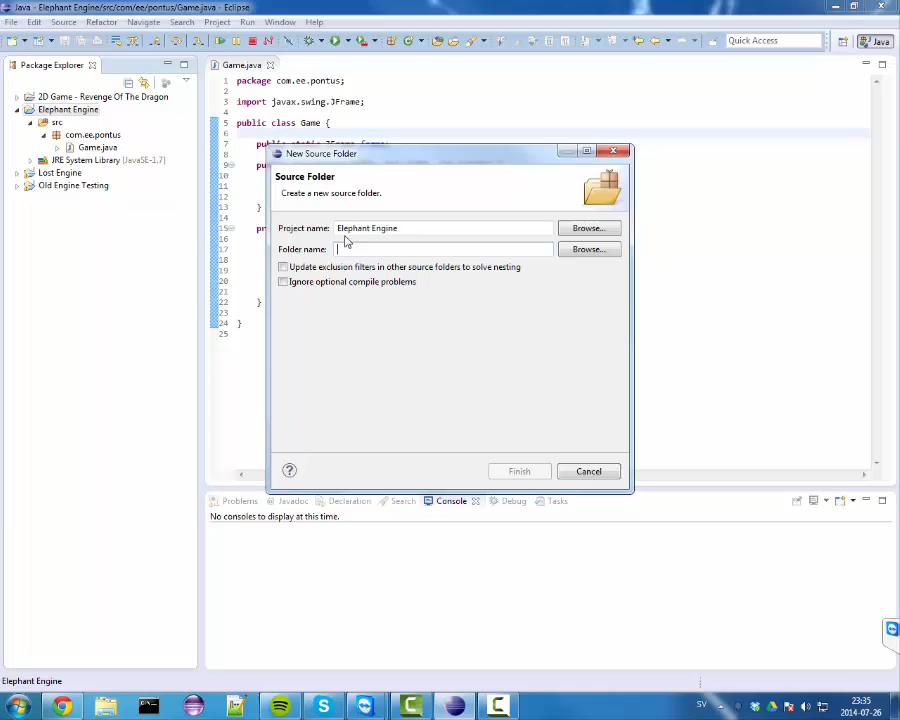 Java - Elephant Engine/src/com/ee/pontus/Game.java - Eclipse
File Edit Source Refactor Navigate Search Project Run Window Help
Quick Access
Java
Package Explorer
2D Game - Revenge Of The Dragon
Elephant Engine
src
com.ee.pontus
Game.java
JRE System Library [JavaSE-1.7]
Lost Engine
Old Engine Testing
Game.java
1 package com.ee.pontus;
2
3 import javax.swing.JFrame;
4
5 public class Game {
6
7
8
9
10
11
12
13 }
14
15
16
17
18
19
20
21
22 }
23
24 }
25
New Source Folder
Source Folder
Create a new source folder.
Project name: Elephant Engine Browse...
Folder name: Browse...
Update exclusion filters in other source folders to solve nesting
Ignore optional compile problems
Finish Cancel
Problems Javadoc Declaration Search Console Debug Tasks
No consoles to display at this time.
Elephant Engine
SV
23:35
2014-07-26